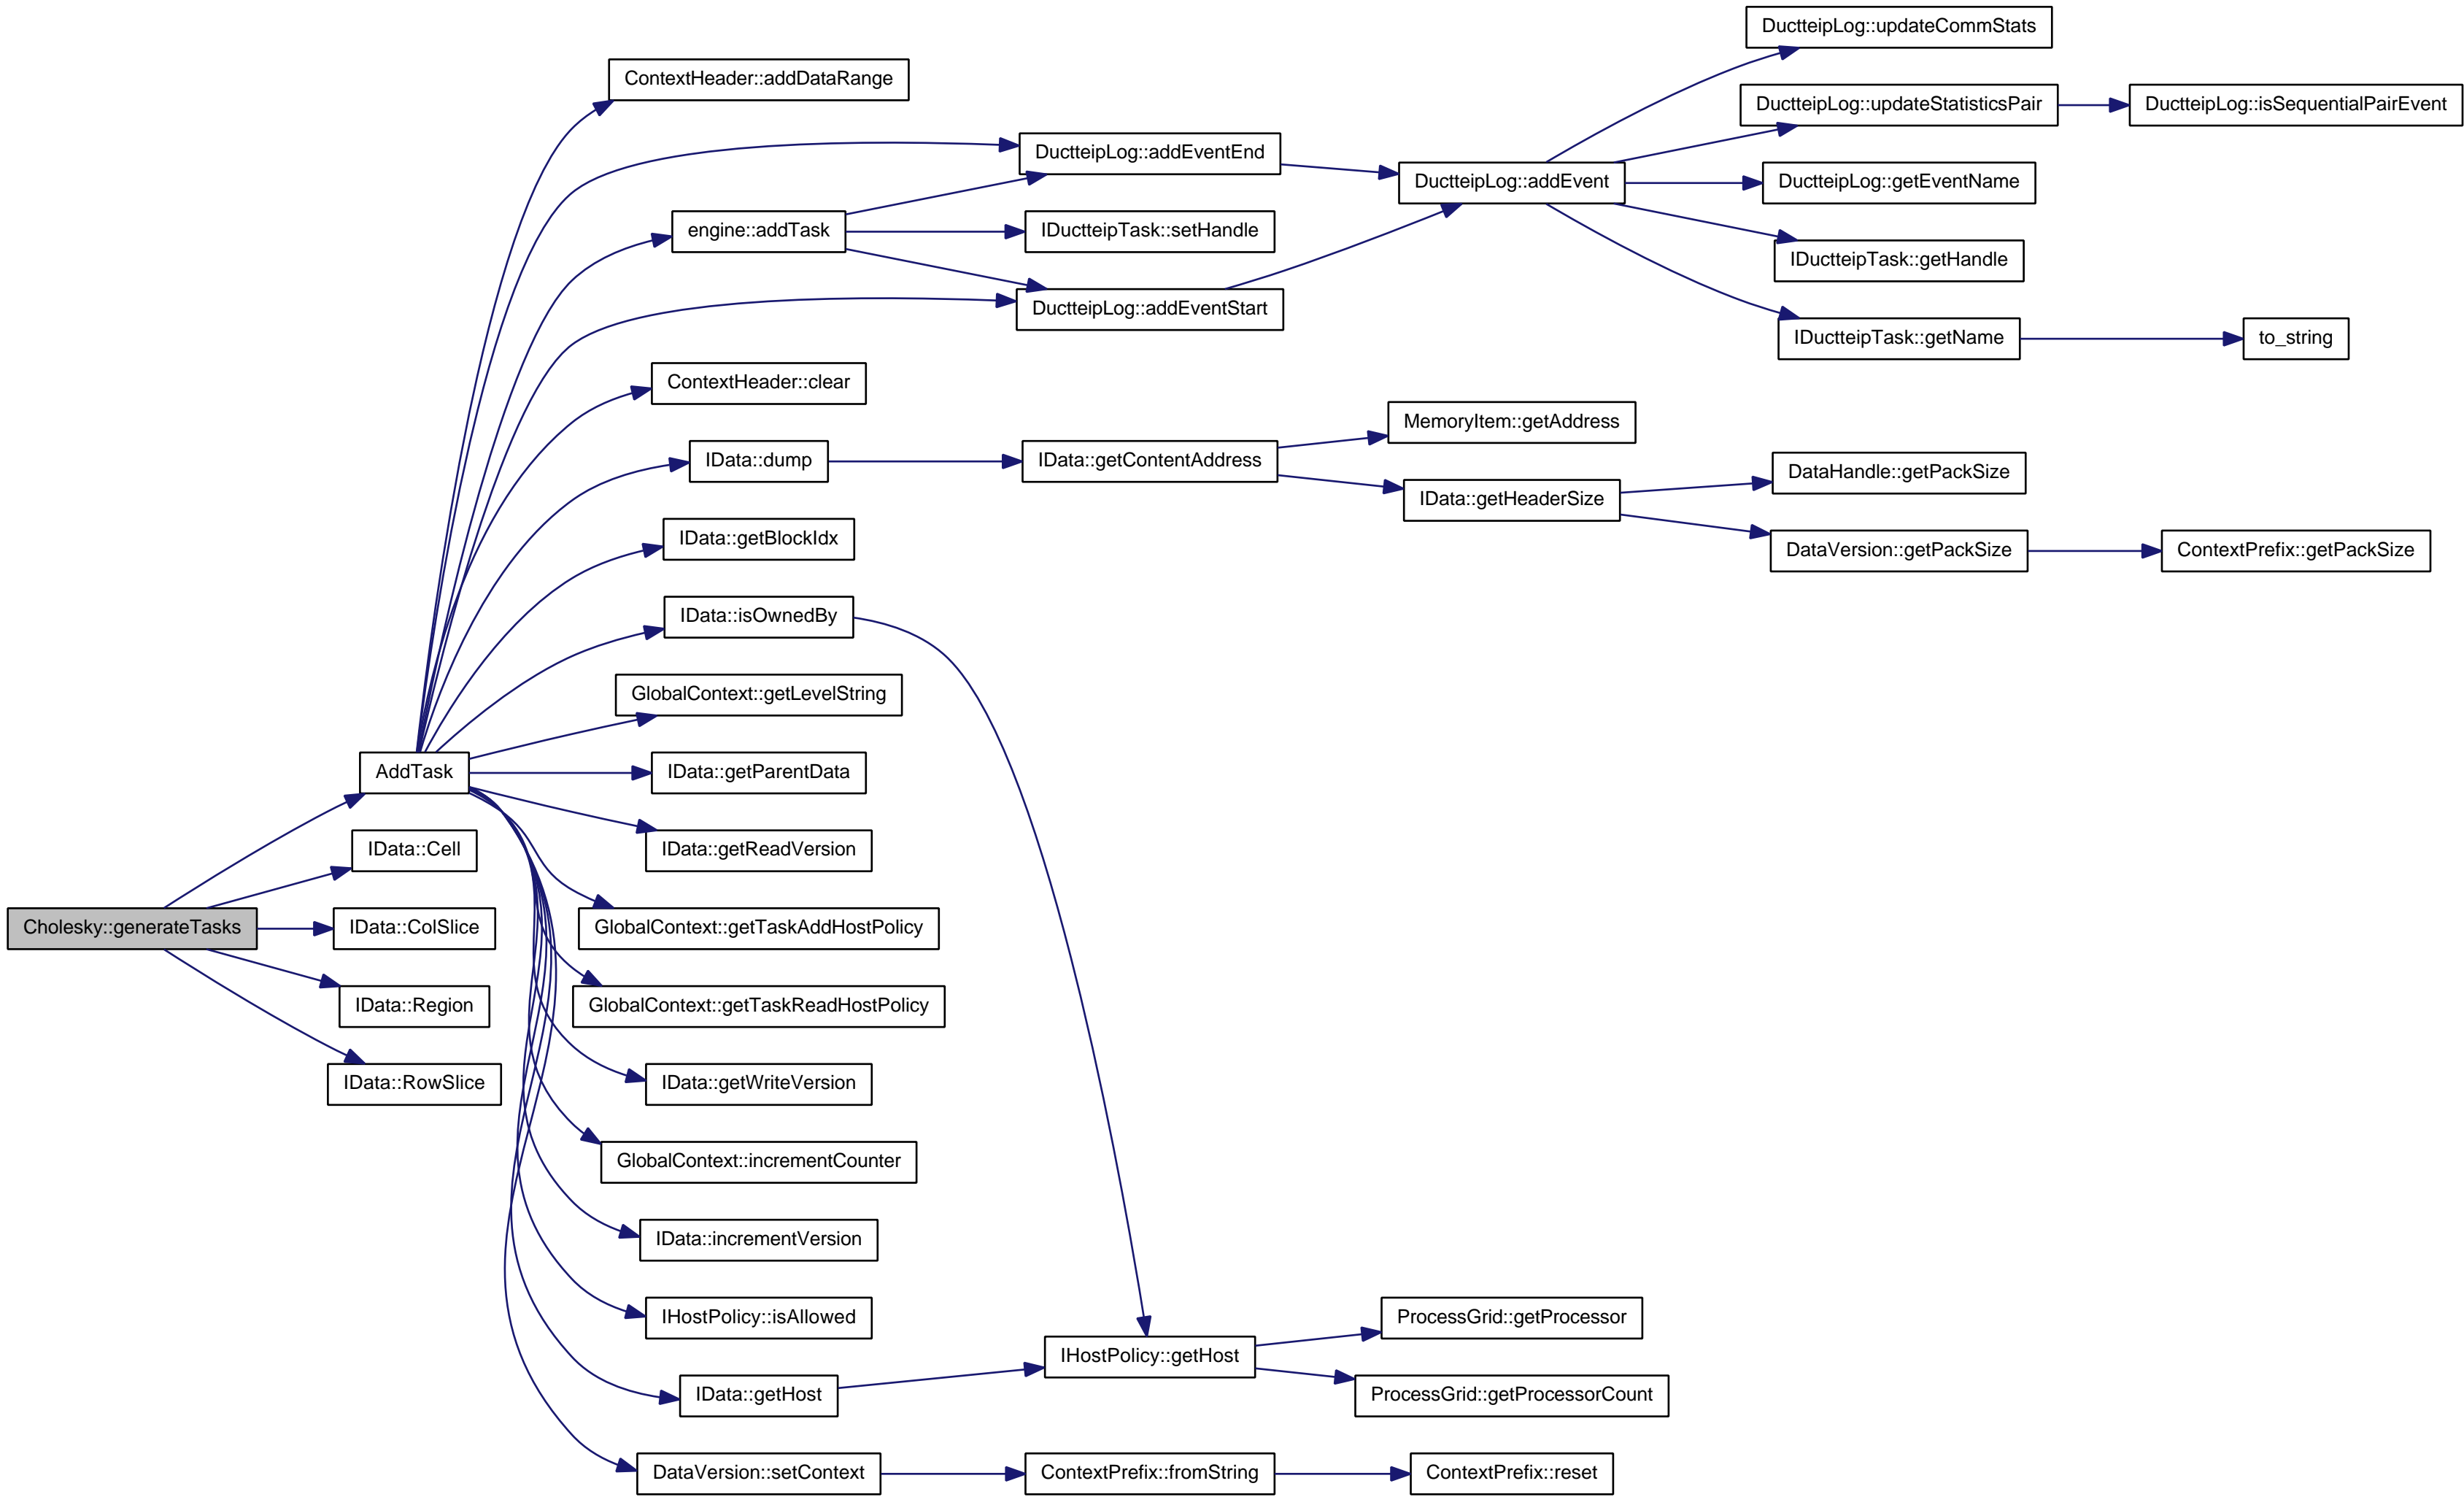 DuctteipLog::updateCommStats
ContextHeader::addDataRange
DuctteipLog::updateStatisticsPair
DuctteipLog::isSequentialPairEvent
DuctteipLog::addEventEnd
DuctteipLog::addEvent
DuctteipLog::getEventName
engine::addTask
IDuctteipTask::setHandle
IDuctteipTask::getHandle
DuctteipLog::addEventStart
IDuctteipTask::getName
to_string
ContextHeader::clear
MemoryItem::getAddress
IData::dump
IData::getContentAddress
DataHandle::getPackSize
IData::getHeaderSize
IData::getBlockIdx
DataVersion::getPackSize
ContextPrefix::getPackSize
IData::isOwnedBy
GlobalContext::getLevelString
AddTask
IData::getParentData
IData::Cell
IData::getReadVersion
Cholesky::generateTasks
IData::ColSlice
GlobalContext::getTaskAddHostPolicy
IData::Region
GlobalContext::getTaskReadHostPolicy
IData::RowSlice
IData::getWriteVersion
GlobalContext::incrementCounter
IData::incrementVersion
IHostPolicy::isAllowed
ProcessGrid::getProcessor
IHostPolicy::getHost
IData::getHost
ProcessGrid::getProcessorCount
DataVersion::setContext
ContextPrefix::fromString
ContextPrefix::reset